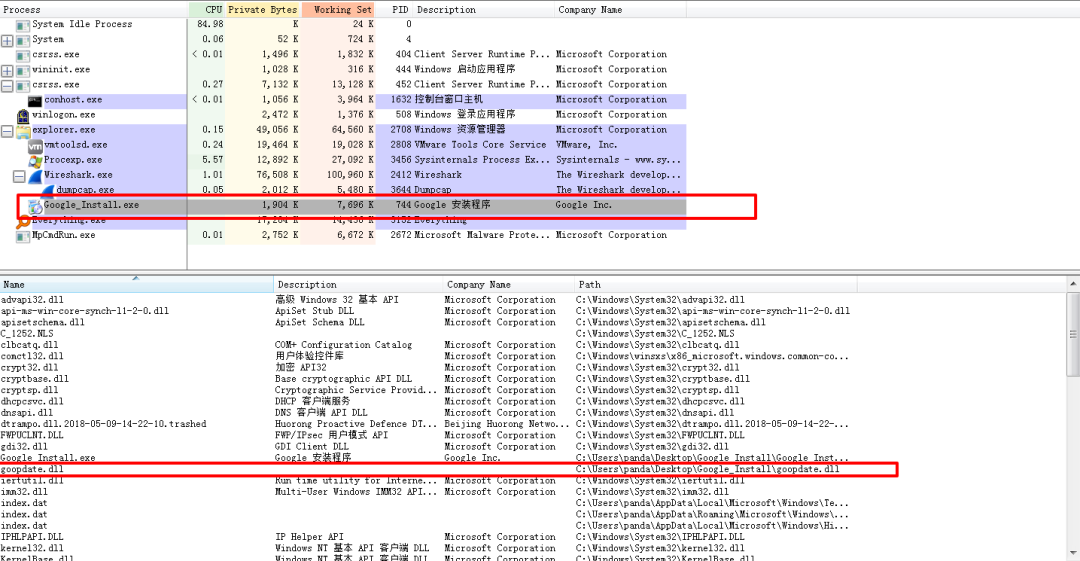 Process CPU Private Bytes Working Set PID Description Company Name
System Idle Process 84.98 K 24 K 0
System 0.06 52 K 724 K 4
csrss.exe < 0.01 1,496 K 1,832 K 404 Client Server Runtime P... Microsoft Corporation
wininit.exe 1,028 K 316 K 444 Windows 启动应用程序 Microsoft Corporation
csrss.exe 0.27 7,132 K 13,128 K 452 Client Server Runtime P... Microsoft Corporation
conhost.exe < 0.01 1,056 K 3,964 K 1632 控制台窗口主机 Microsoft Corporation
winlogon.exe 2,472 K 1,376 K 508 Windows 登录应用程序 Microsoft Corporation
explorer.exe 0.15 49,056 K 64,560 K 2708 Windows 资源管理器 Microsoft Corporation
vm vmtoolsd.exe 0.24 19,464 K 19,028 K 2808 VMware Tools Core Service VMware, Inc.
Procexp.exe 5.57 12,892 K 27,092 K 3456 Sysinternals Process Ex... Sysinternals - www.sy...
Wireshark.exe 1.01 76,508 K 100,960 K 2412 Wireshark The Wireshark develop...
dumpcap.exe 0.05 2,012 K 5,480 K 3644 Dumpcap The Wireshark develop...
Google_Install.exe 1,904 K 7,696 K 744 Google 安装程序 Google Inc.
Everything.exe Everything
MpCmdRun.exe 0.01 2,752 K 6,672 K 2672 Microsoft Malware Prote... Microsoft Corporation
Name Description Company Name Path
advapi32.dll 高级 Windows 32 基本 API Microsoft Corporation C:\Windows\System32\advapi32.dll
api-ms-win-core-synch-l1-2-0.dll ApiSet Stub DLL Microsoft Corporation C:\Windows\System32\api-ms-win-core-synch-l1-2-0.dll
apisetschema.dll ApiSet Schema DLL Microsoft Corporation C:\Windows\System32\apisetschema.dll
C_1252.NLS C:\Windows\System32\C_1252.NLS
clbcatq.dll COM+ Configuration Catalog Microsoft Corporation C:\Windows\System32\clbcatq.dll
comctl32.dll 用户体验控件库 Microsoft Corporation C:\Windows\winsxs\x86_microsoft.windows.common-co...
crypt32.dll 加密 API32 Microsoft Corporation C:\Windows\System32\crypt32.dll
cryptbase.dll Base cryptographic API DLL Microsoft Corporation C:\Windows\System32\cryptbase.dll
cryptsp.dll Cryptographic Service Provid... Microsoft Corporation C:\Windows\System32\cryptsp.dll
dhcpcsvc.dll DHCP 客户端服务 Microsoft Corporation C:\Windows\System32\dhcpcsvc.dll
dnsapi.dll DNS 客户端 API DLL Microsoft Corporation C:\Windows\System32\dnsapi.dll
dtrampo.dll.2018-05-09-14-22-10.trashed Huorong Proactive Defence DT... Beijing Huorong Netwo... C:\Windows\System32\dtrampo.dll.2018-05-09-14-22-...
FWPUCLNT.DLL FWP/IPsec 用户模式 API Microsoft Corporation C:\Windows\System32\FWPUCLNT.DLL
gdi32.dll GDI Client DLL Microsoft Corporation C:\Windows\System32\gdi32.dll
Google_Install.exe Google 安装程序 Google Inc. C:\Users\panda\Desktop\Google_Install\Google_Inst...
goopdate.dll C:\Users\panda\Desktop\Google_Install\goopdate.dll
iertutil.dll Run time utility for Interne... Microsoft Corporation C:\Windows\System32\iertutil.dll
imm32.dll Multi-User Windows IMM32 API... Microsoft Corporation C:\Windows\System32\imm32.dll
index.dat C:\Users\panda\AppData\Local\Microsoft\Windows\Te...
index.dat C:\Users\panda\AppData\Roaming\Microsoft\Windows\...
index.dat C:\Users\panda\AppData\Local\Microsoft\Windows\Hi...
IPHLPAPI.DLL IP Helper API Microsoft Corporation C:\Windows\System32\IPHLPAPI.DLL
kernel32.dll Windows NT 基本 API 客户端 DLL Microsoft Corporation C:\Windows\System32\kernel32.dll
KernelBase.dll Windows NT 基本 API 客户端 DLL Microsoft Corporation C:\Windows\System32\KernelBase.dll